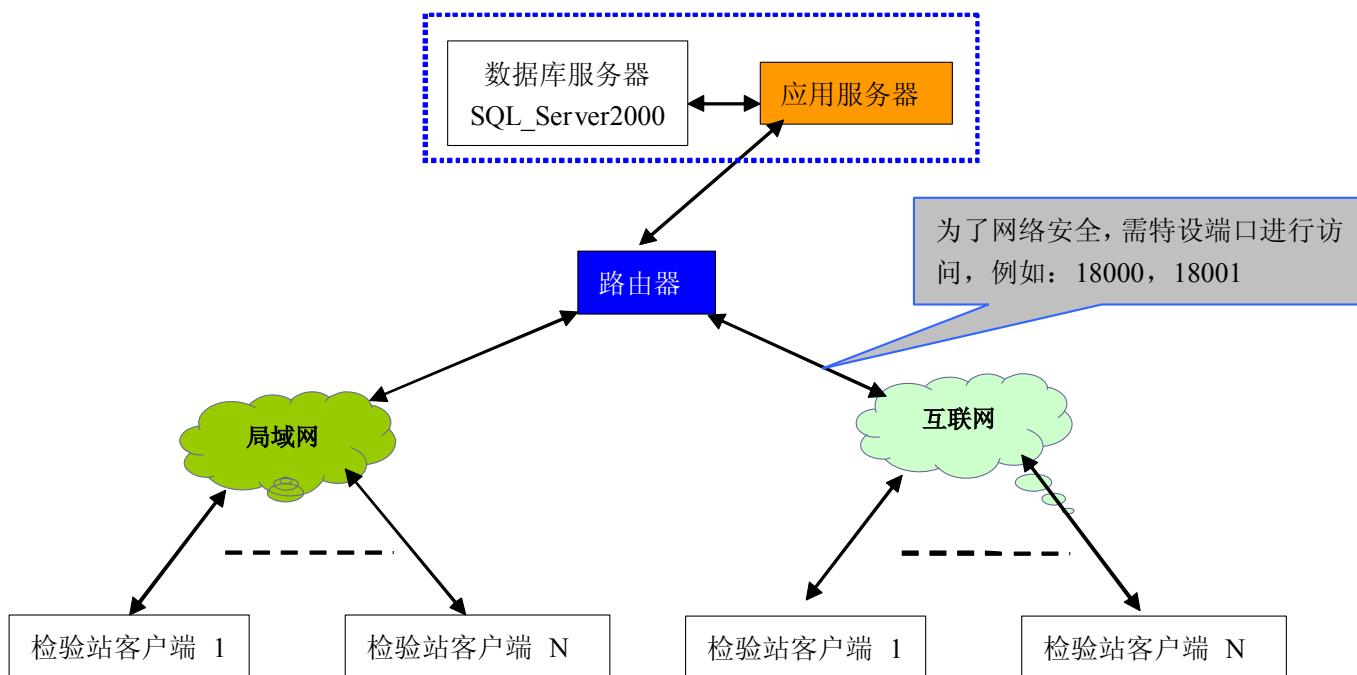 数据库服务器
SQL_Server2000
应用服务器
为了网络安全，需特设端口进行访
问，例如：18000，18001
路由器
局域网
互联网
检验站客户端 1
检验站客户端 N
检验站客户端 1
检验站客户端 N